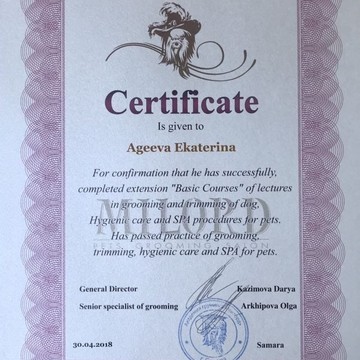 Certificate
Is given to
Ageeva Ekaterina
For confirmation that he has successfully,
completed extension "Basic Courses" of lectures
in grooming and trimming of dog,
Hygienic care and SPA procedures for pets.
Has passed practice of grooming,
trimming, hygienic care and SPA for pets.
General Director Kazimova Darya
Senior specialist of grooming Arkhipova Olga
30.04.2018 Samara